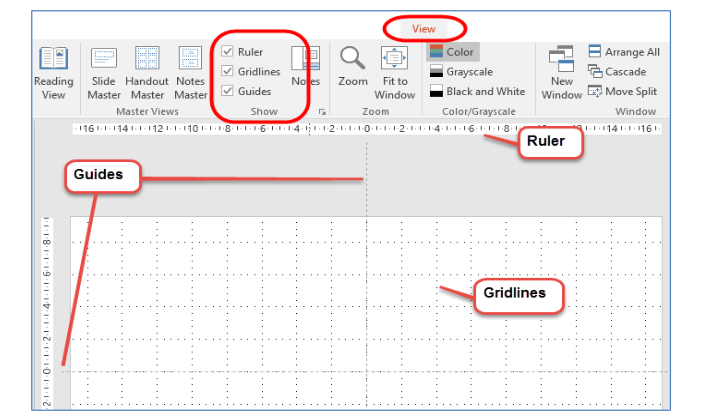 View
Reading View
Slide Master
Handout Master
Notes Master
Master Views
Ruler
Gridlines
Guides
Show
Notes
Zoom
Fit to Window
Zoom
Color
Grayscale
Black and White
Color/Grayscale
New Window
Arrange All
Cascade
Move Split
Window
16 14 12 10 8 6 4 2 0 2 4 6 8 14 16
Ruler
Guides
Gridlines
8
6
4
2
0
2